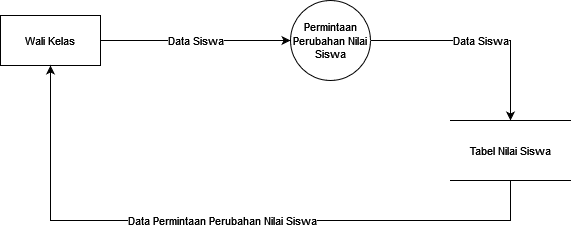 Wali Kelas
Data Siswa
Permintaan
Perubahan Nilai
Siswa
Data Siswa
Tabel Nilai Siswa
Data Permintaan Perubahan Nilai Siswa